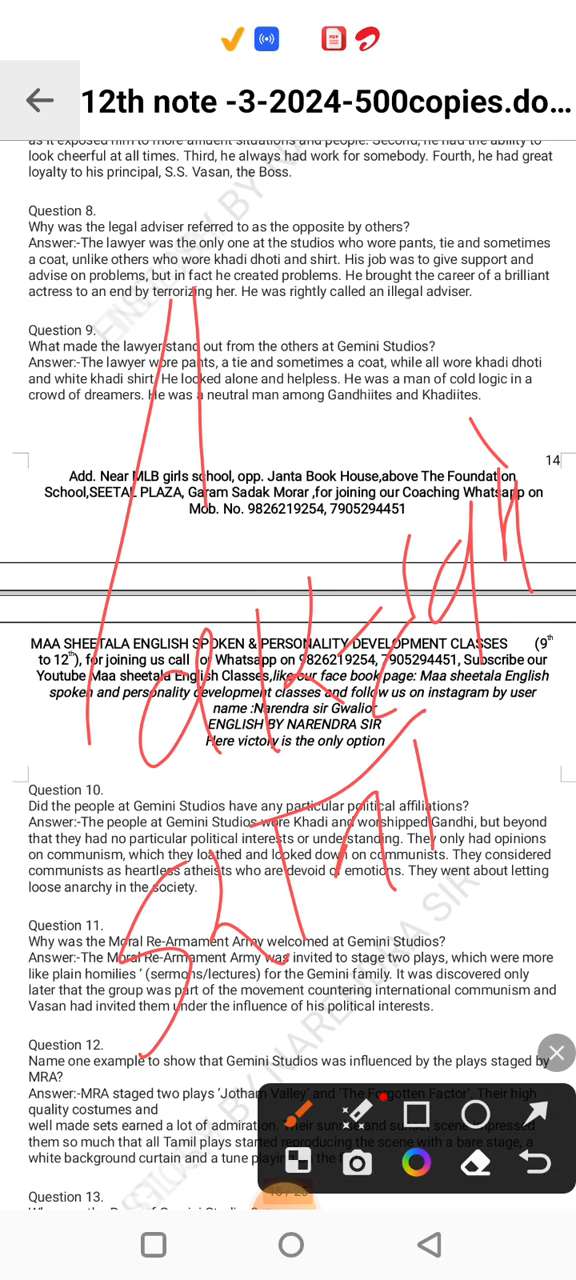 12th note -3-2024-500copies.do...
look cheerful at all times. Third, he always had work for somebody. Fourth, he had great
loyalty to his principal, S.S. Vasan, the Boss.
Question 8.
Why was the legal adviser referred to as the opposite by others?
Answer:-The lawyer was the only one at the studios who wore pants, tie and sometimes
a coat, unlike others who wore khadi dhoti and shirt. His job was to give support and
advise on problems, but in fact he created problems. He brought the career of a brilliant
actress to an end by terrorizing her. He was rightly called an illegal adviser.
Question 9.
What made the lawyer stand out from the others at Gemini Studios?
Answer:-The lawyer wore pants, a tie and sometimes a coat, while all wore khadi dhoti
and white khadi shirt. He looked alone and helpless. He was a man of cold logic in a
crowd of dreamers. He was a neutral man among Gandhiites and Khadiites.
14
Add. Near MLB girls school, opp. Janta Book House,above The Foundation
School,SEETAL PLAZA, Garam Sadak Morar ,for joining our Coaching Whatsapp on
Mob. No. 9826219254, 7905294451
MAA SHEETALA ENGLISH SPOKEN & PERSONALITY DEVELOPMENT CLASSES (9th
to 12th), for joining us call or Whatsapp on 9826219254, 7905294451, Subscribe our
Youtube Maa sheetala English Classes,like our face book page: Maa sheetala English
spoken and personality development classes and follow us on instagram by user
name :Narendra sir Gwalior
ENGLISH BY NARENDRA SIR
Here victory is the only option
Question 10.
Did the people at Gemini Studios have any particular political affiliations?
Answer:-The people at Gemini Studios wore Khadi and worshipped Gandhi, but beyond
that they had no particular political interests or understanding. They only had opinions
on communism, which they loathed and looked down on communists. They considered
communists as heartless atheists who are devoid of emotions. They went about letting
loose anarchy in the society.
Question 11.
Why was the Moral Re-Armament Army welcomed at Gemini Studios?
Answer:-The Moral Re-Armament Army was invited to stage two plays, which were more
like plain homilies ‘ (sermons/lectures) for the Gemini family. It was discovered only
later that the group was part of the movement countering international communism and
Vasan had invited them under the influence of his political interests.
Question 12.
Name one example to show that Gemini Studios was influenced by the plays staged by
MRA?
Answer:-MRA staged two plays ‘Jotham Valley’ and ‘The Forgotten Factor’. Their high
quality costumes and
well made sets earned a lot of admiration. Their sunrise and sunset scene impressed
them so much that all Tamil plays started reproducing the scene with a bare stage, a
white background curtain and a tune
Question 13.